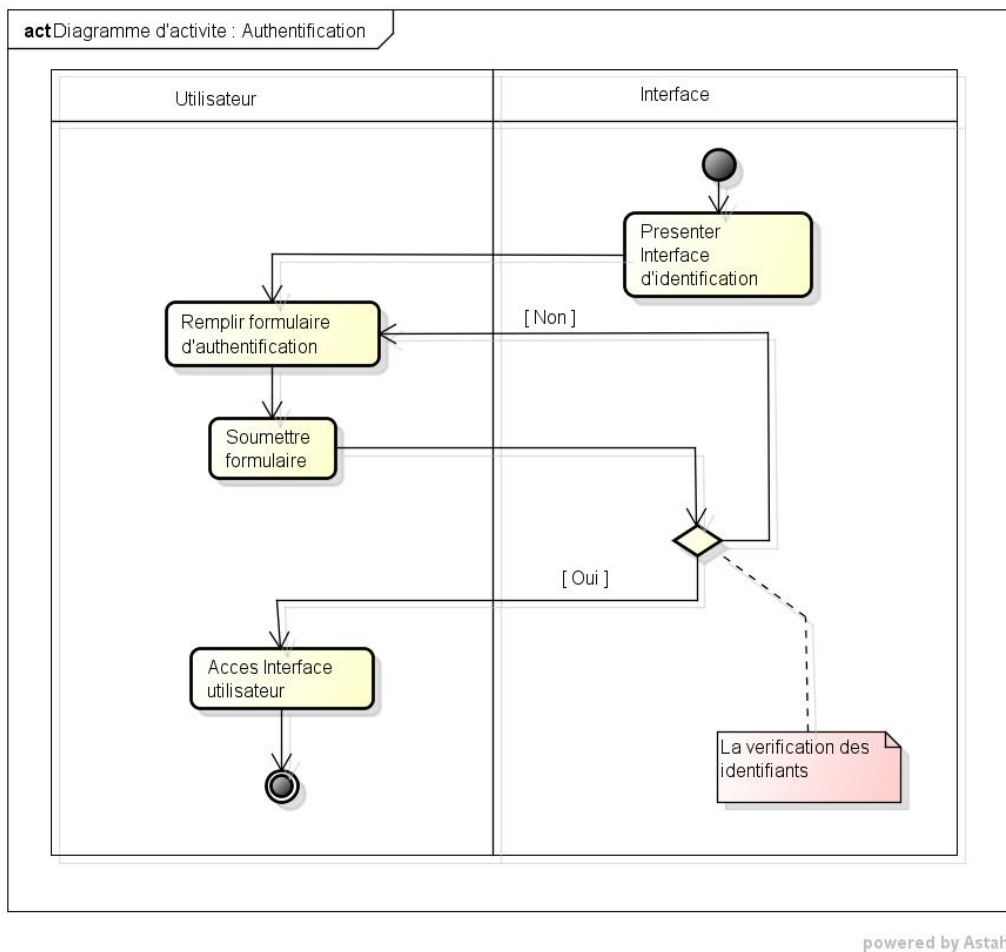 act Diagramme d'activite : Authentification
Utilisateur
Interface
Presenter
Interface
d'identification
Remplir formulaire
d'authentification
[ Non ]
Soumettre
formulaire
[ Oui ]
Acces Interface
utilisateur
La verification des
identifiants
powered by Astah